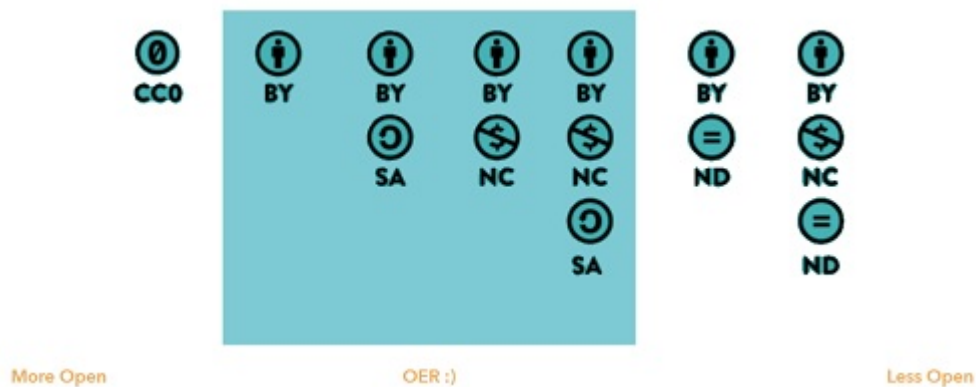 CC0 BY BY BY BY BY BY
SA NC NC ND NC
SA ND
More Open OER :) Less Open